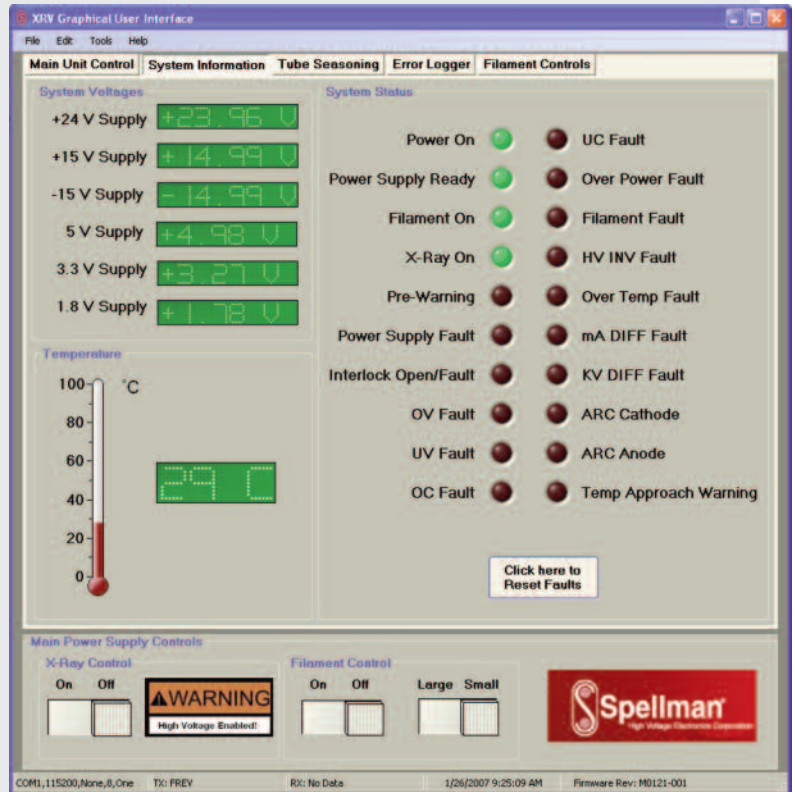 XRV Graphical User Interface
File Edit Tools Help
Main Unit Control System Information Tube Seasoning Error Logger Filament Controls
System Voltages
+24 V Supply +23.96 V
+15 V Supply +14.99 V
-15 V Supply -14.99 V
5 V Supply +4.98 V
3.3 V Supply +3.27 V
1.8 V Supply +1.78 V
Temperature
100 °C
80
60
40
20
0
29 C
System Status
Power On UC Fault
Power Supply Ready Over Power Fault
Filament On Filament Fault
X-Ray On HV INV Fault
Pre-Warning Over Temp Fault
Power Supply Fault mA DIFF Fault
Interlock Open/Fault KV DIFF Fault
OV Fault ARC Cathode
UV Fault ARC Anode
OC Fault Temp Approach Warning
Click here to
Reset Faults
Main Power Supply Controls
X-Ray Control
On Off
WARNING
High Voltage Enabled!
Filament Control
On Off Large Small
Spellman
High Voltage Electronics Corporation
COM1,115200,None,8,One TX: FREV RX: No Data 1/26/2007 9:25:09 AM Firmware Rev: M0121-001